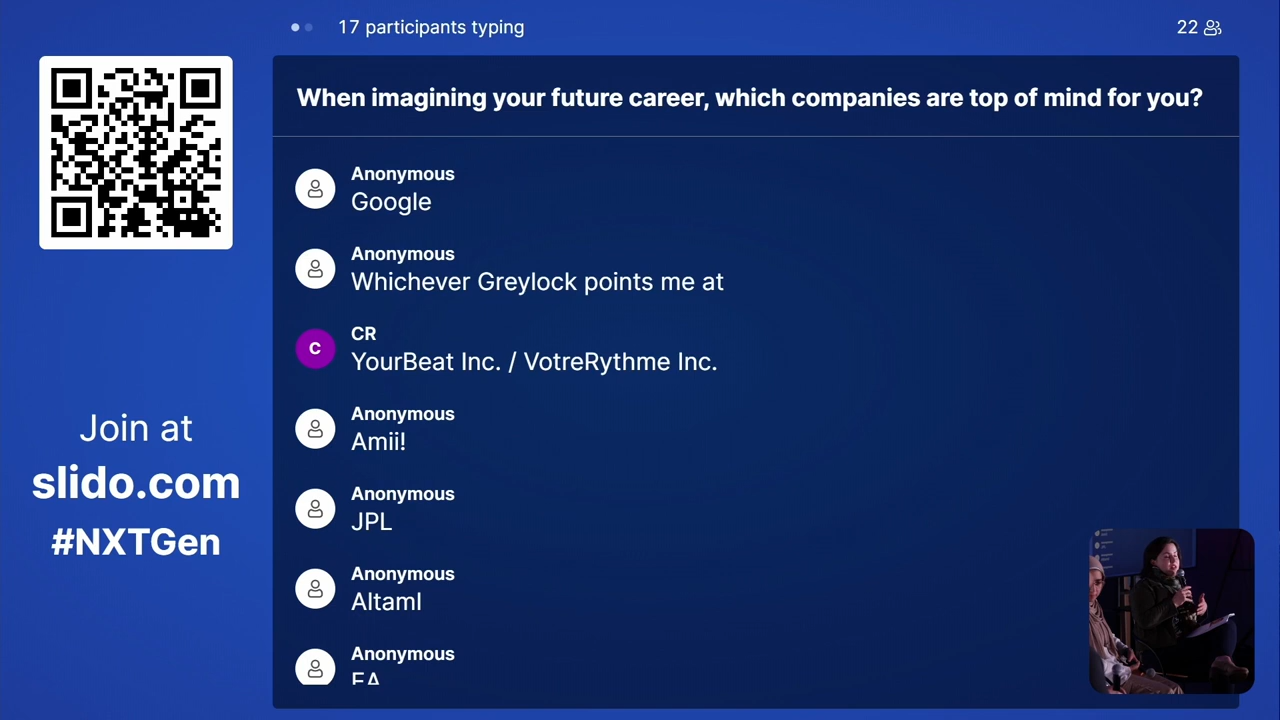 17 participants typing
22
When imagining your future career, which companies are top of mind for you?
Anonymous
Google
Anonymous
Whichever Greylock points me at
C
CR
YourBeat Inc. / VotreRythme Inc.
Anonymous
Amii!
Anonymous
JPL
Anonymous
Altaml
Anonymous
EA
Join at
slido.com
#NXTGen